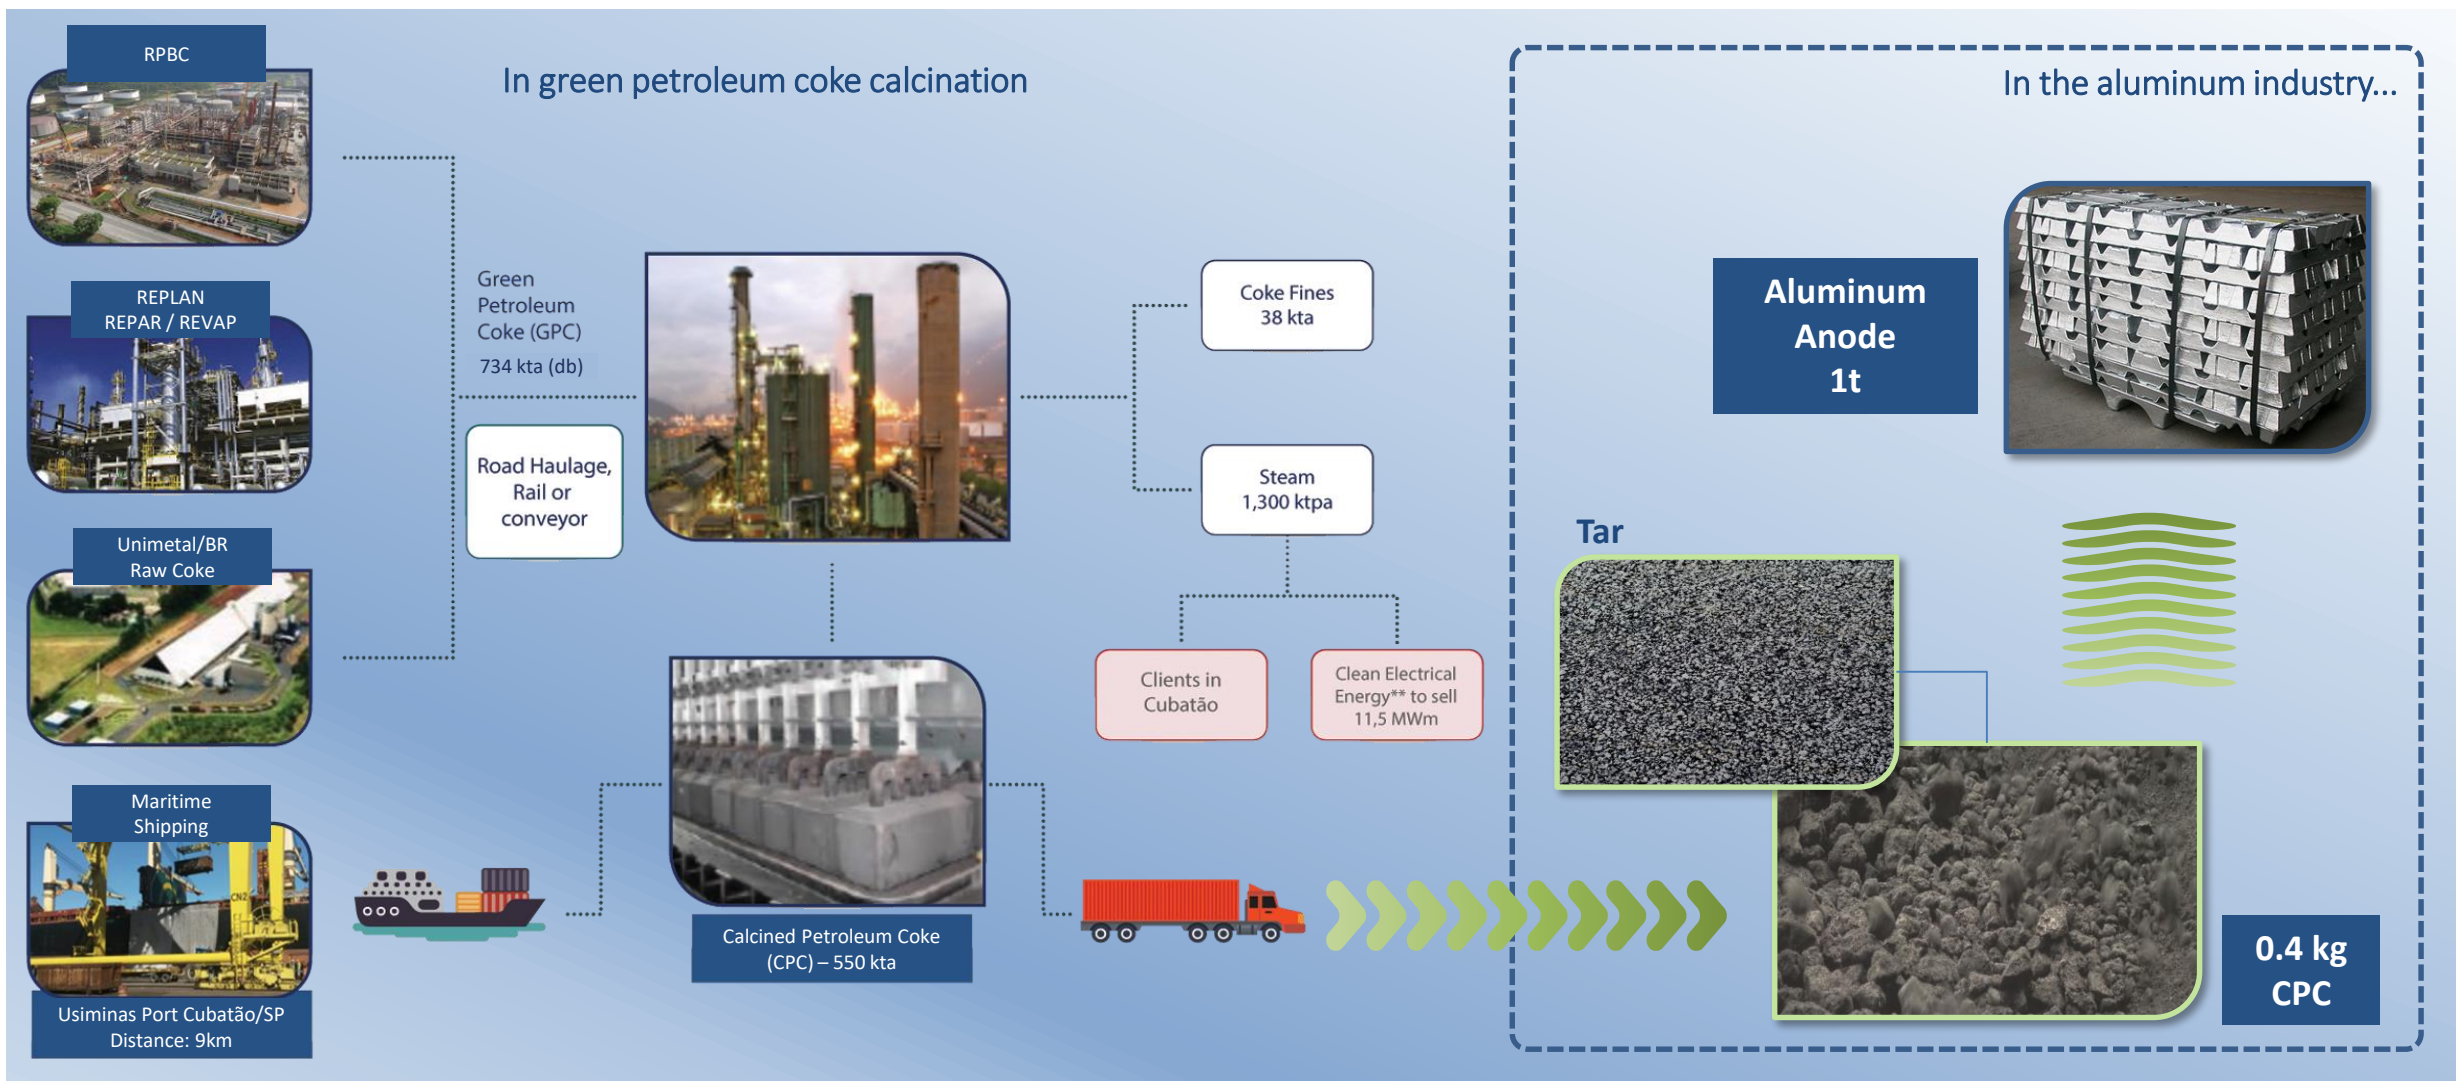 RPBC
In green petroleum coke calcination
In the aluminum industry...
REPLAN
REPAR / REVAP
Green
Petroleum
Coke (GPC)
734 kta (db)
Road Haulage,
Rail or
conveyor
Coke Fines
38 kta
Steam
1,300 ktpa
Aluminum
Anode
1t
Tar
Unimetal/BR
Raw Coke
Clients in
Cubatão
Clean Electrical
Energy** to sell
11,5 MWm
Maritime
Shipping
CN2
Usiminas Port Cubatão/SP
Distance: 9km
Calcined Petroleum Coke
(CPC) – 550 kta
0.4 kg
CPC